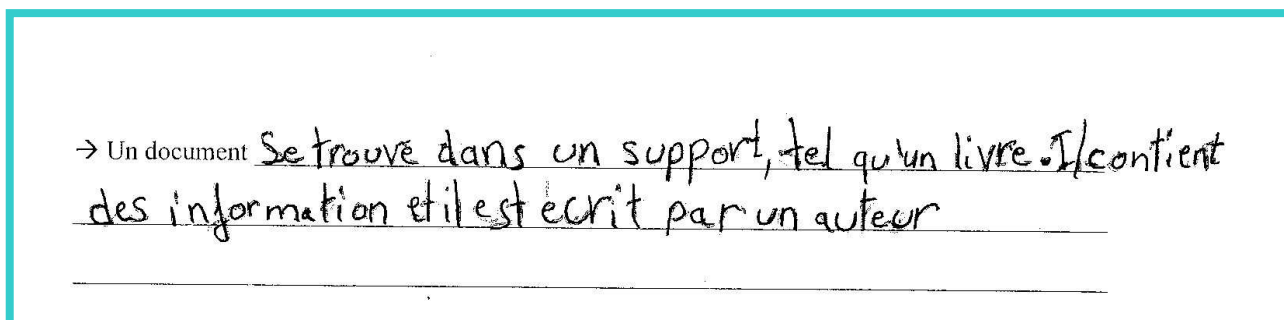 → Un document Se trouve dans un support, tel qu'un livre. Il contient
des information et il est écrit par un auteur